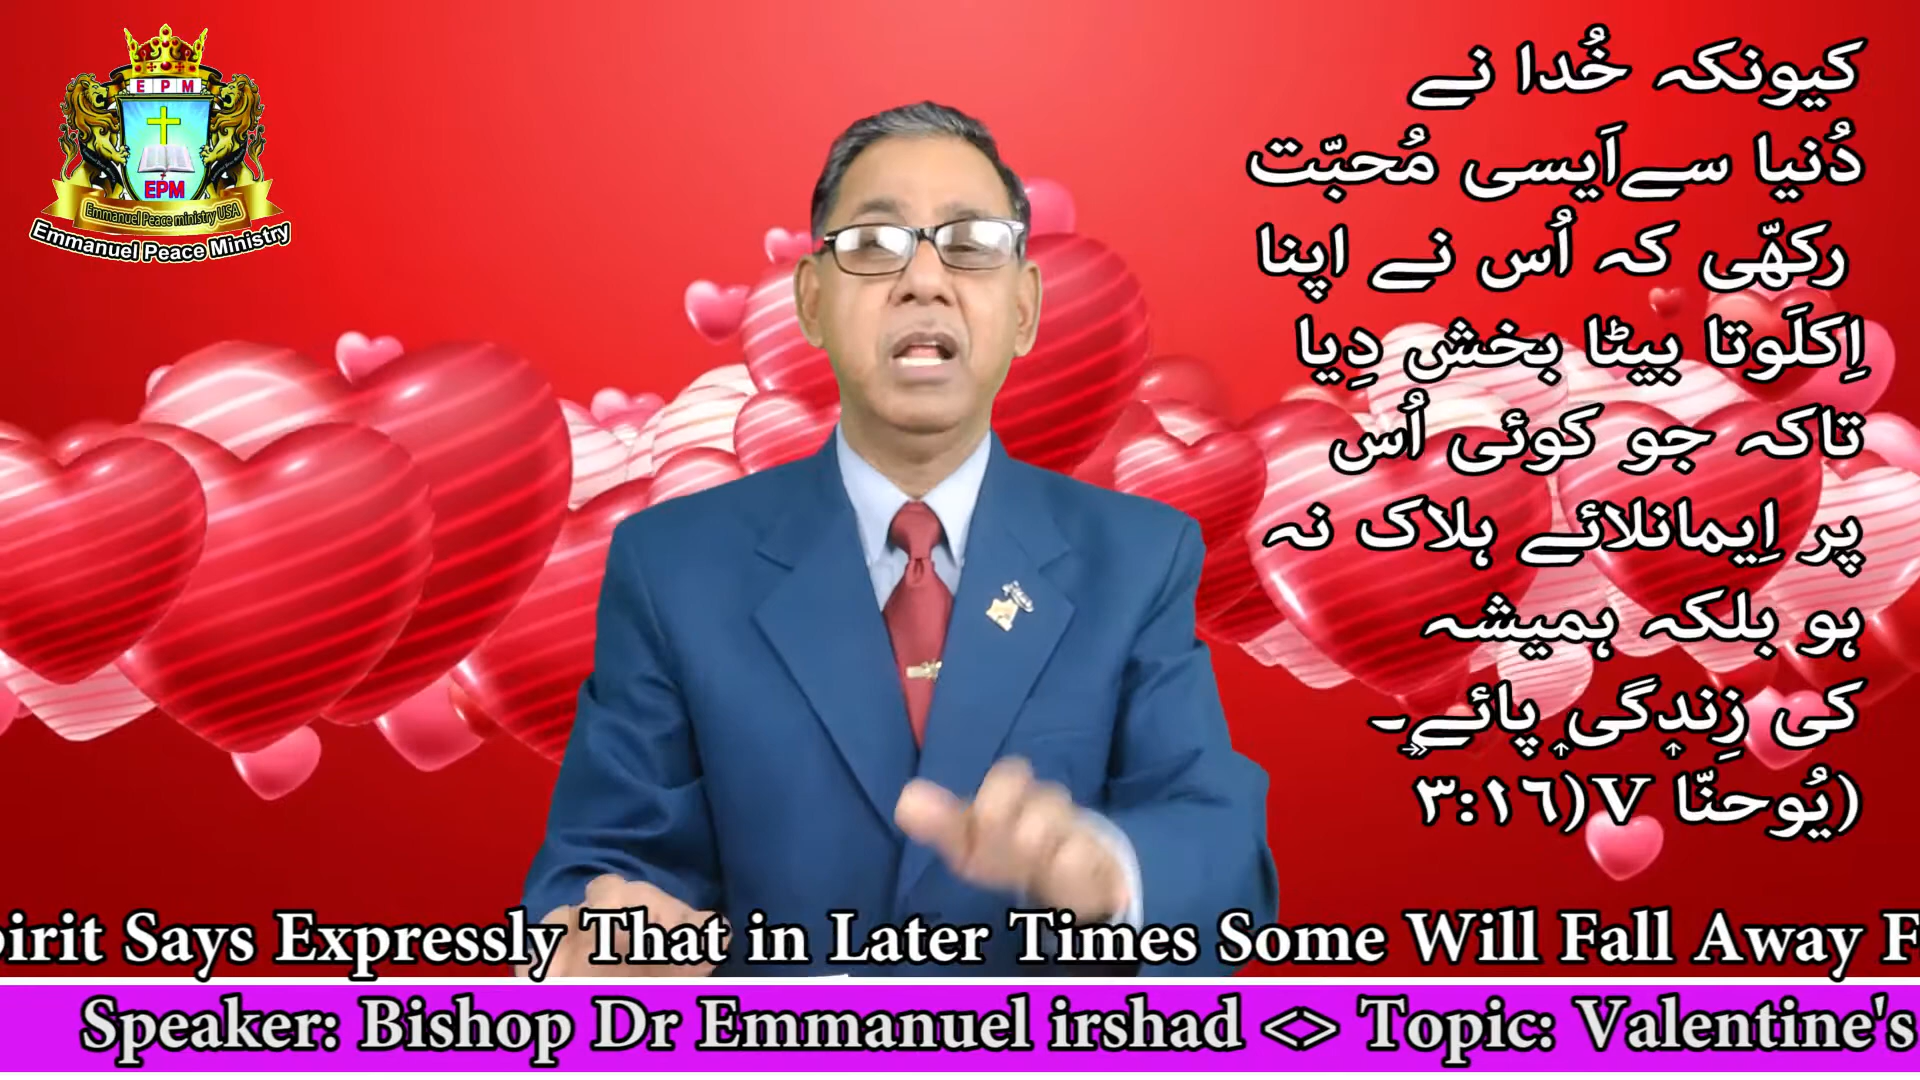 E P M
EPM
Emmanuel Peace ministry USA
Emmanuel Peace Ministry
کیونکہ خُدا نے
دُنیا سےاَیسی مُحبّت
رکھّی کہ اُس نے اپنا
اِکلَوتا بیٹا بخش دِیا
تاکہ جو کوئی اُس
پر اِیمانلائے ہلاک نہ
ہو بلکہ ہمیشہ
کی زِندگی پائے۔
(یُوحنّا V (۳:۱٦
pirit Says Expressly That in Later Times Some Will Fall Away F
Speaker: Bishop Dr Emmanuel irshad <> Topic: Valentine's